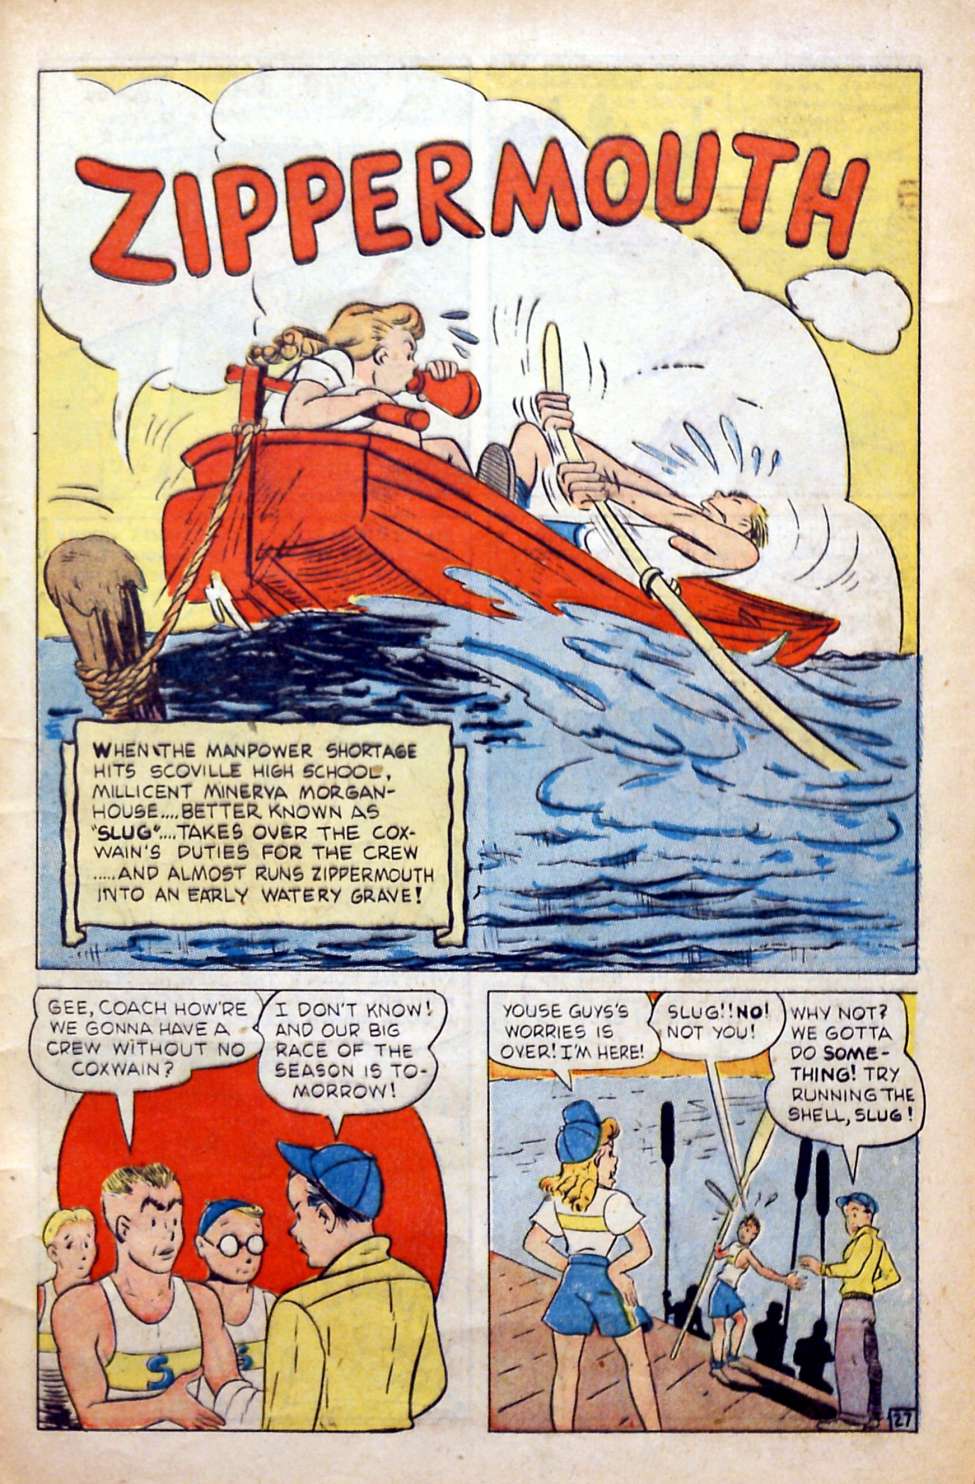 ZIPPERMOUTH
WHEN THE MANPOWER SHORTAGE
HITS SCOVILLE HIGH SCHOOL,
MILLICENT MINERVA MORGAN-
HOUSE....BETTER KNOWN AS
"SLUG"....TAKES OVER THE COX-
WAIN'S DUTIES FOR THE CREW
.....AND ALMOST RUNS ZIPPERMOUTH
INTO AN EARLY WATERY GRAVE!
GEE, COACH HOW'RE
WE GONNA HAVE A
CREW WITHOUT NO
COXWAIN?
I DON'T KNOW!
AND OUR BIG
RACE OF THE
SEASON IS TO-
MORROW!
S
YOUSE GUYS'S
WORRIES IS
OVER! I'M HERE!
SLUG!! NO!
NOT YOU!
WHY NOT?
WE GOTTA
DO SOME-
THING! TRY
RUNNING THE
SHELL, SLUG!
27